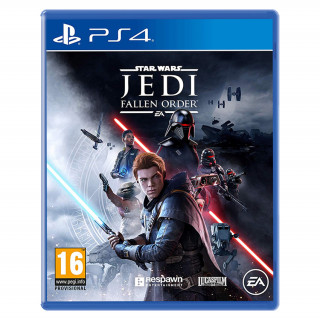 PS4
STAR WARS
JEDI
FALLEN ORDER
EA
16
www.pegi.info
PROVISIONAL
Respawn
ENTERTAINMENT
LUCASFILM
EA